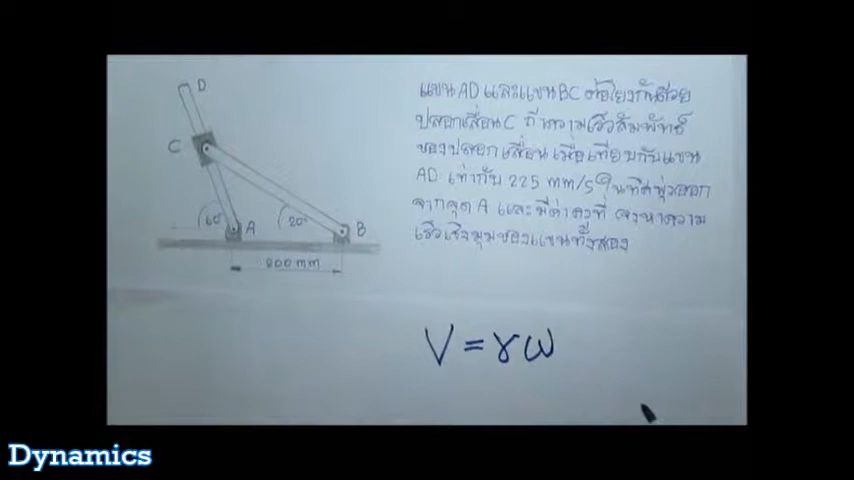 แขน AD และแขน BC ต่อโยงกันด้วย
ปลอกเลื่อน C ถ้าความเร็วสัมพัทธ์
ของปลอกเลื่อนเมื่อเทียบกับแขน
AD เท่ากับ 225 mm/s ในทิศพุ่งออก
จากจุด A และมีค่าคงที่ จงหาความ
เร็วเชิงมุมของแขนทั้งสอง
D
C
60°
A
20°
B
mm
V = rω
Dynamics